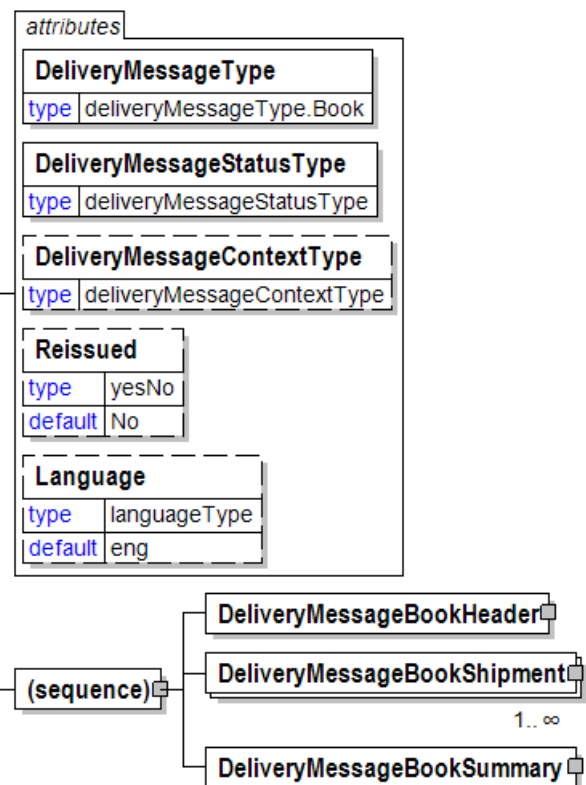 attributes
DeliveryMessageType
type deliveryMessageType.Book
DeliveryMessageStatusType
type deliveryMessageStatusType
DeliveryMessageContextType
type deliveryMessageContextType
Reissued
type yesNo
default No
Language
type languageType
default eng
DeliveryMessageBookHeader
(sequence)
DeliveryMessageBookShipment
1.. ∞
DeliveryMessageBookSummary